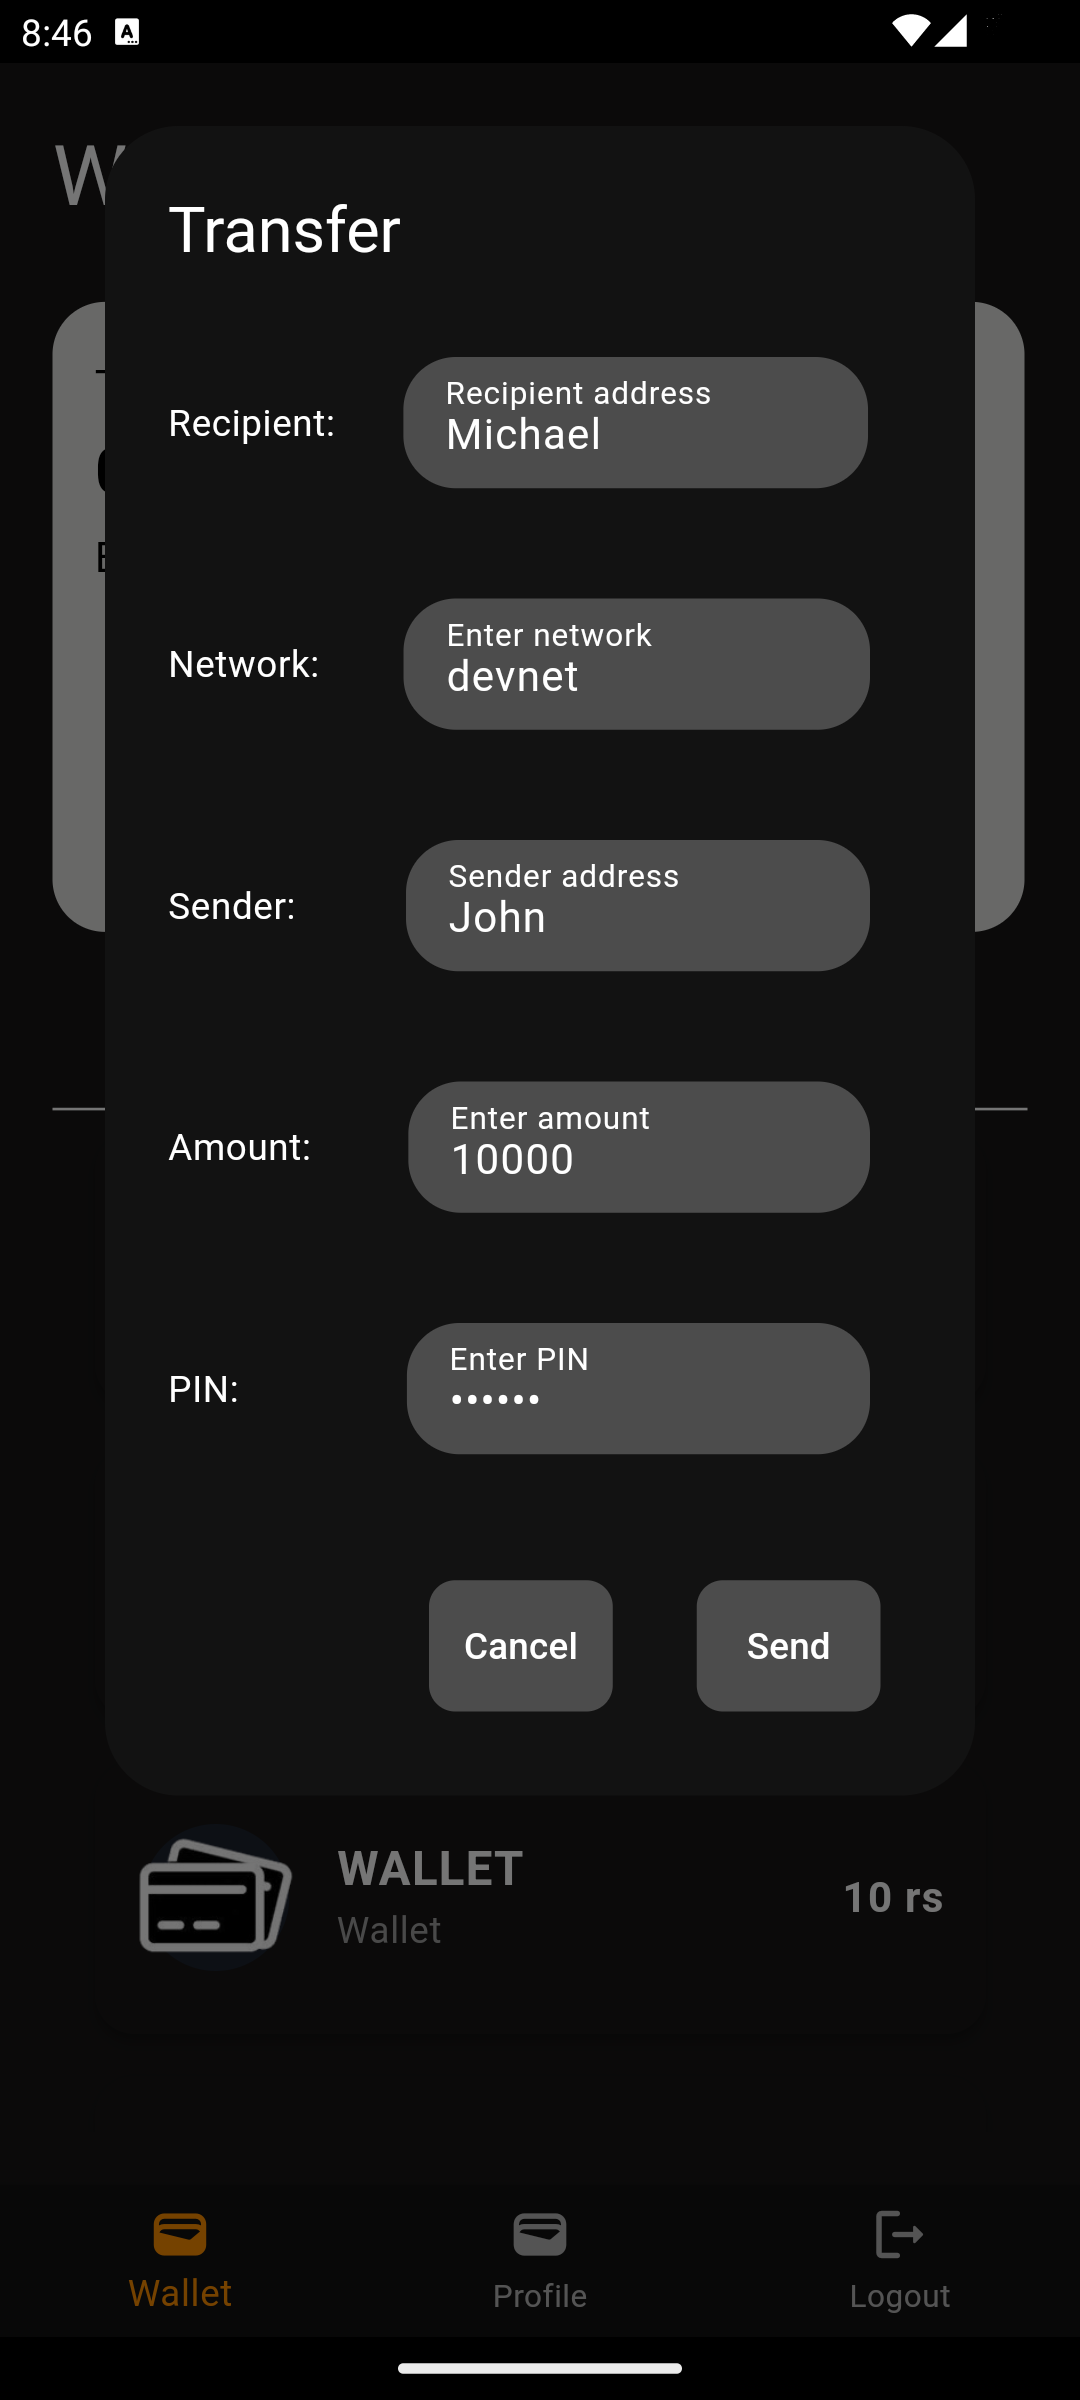 8:46
Transfer
Recipient:
Recipient address
Michael
Network:
Enter network
devnet
Sender:
Sender address
John
Amount:
Enter amount
10000
PIN:
Enter PIN
••••••
Cancel
Send
WALLET
Wallet
10 rs
Wallet
Profile
Logout